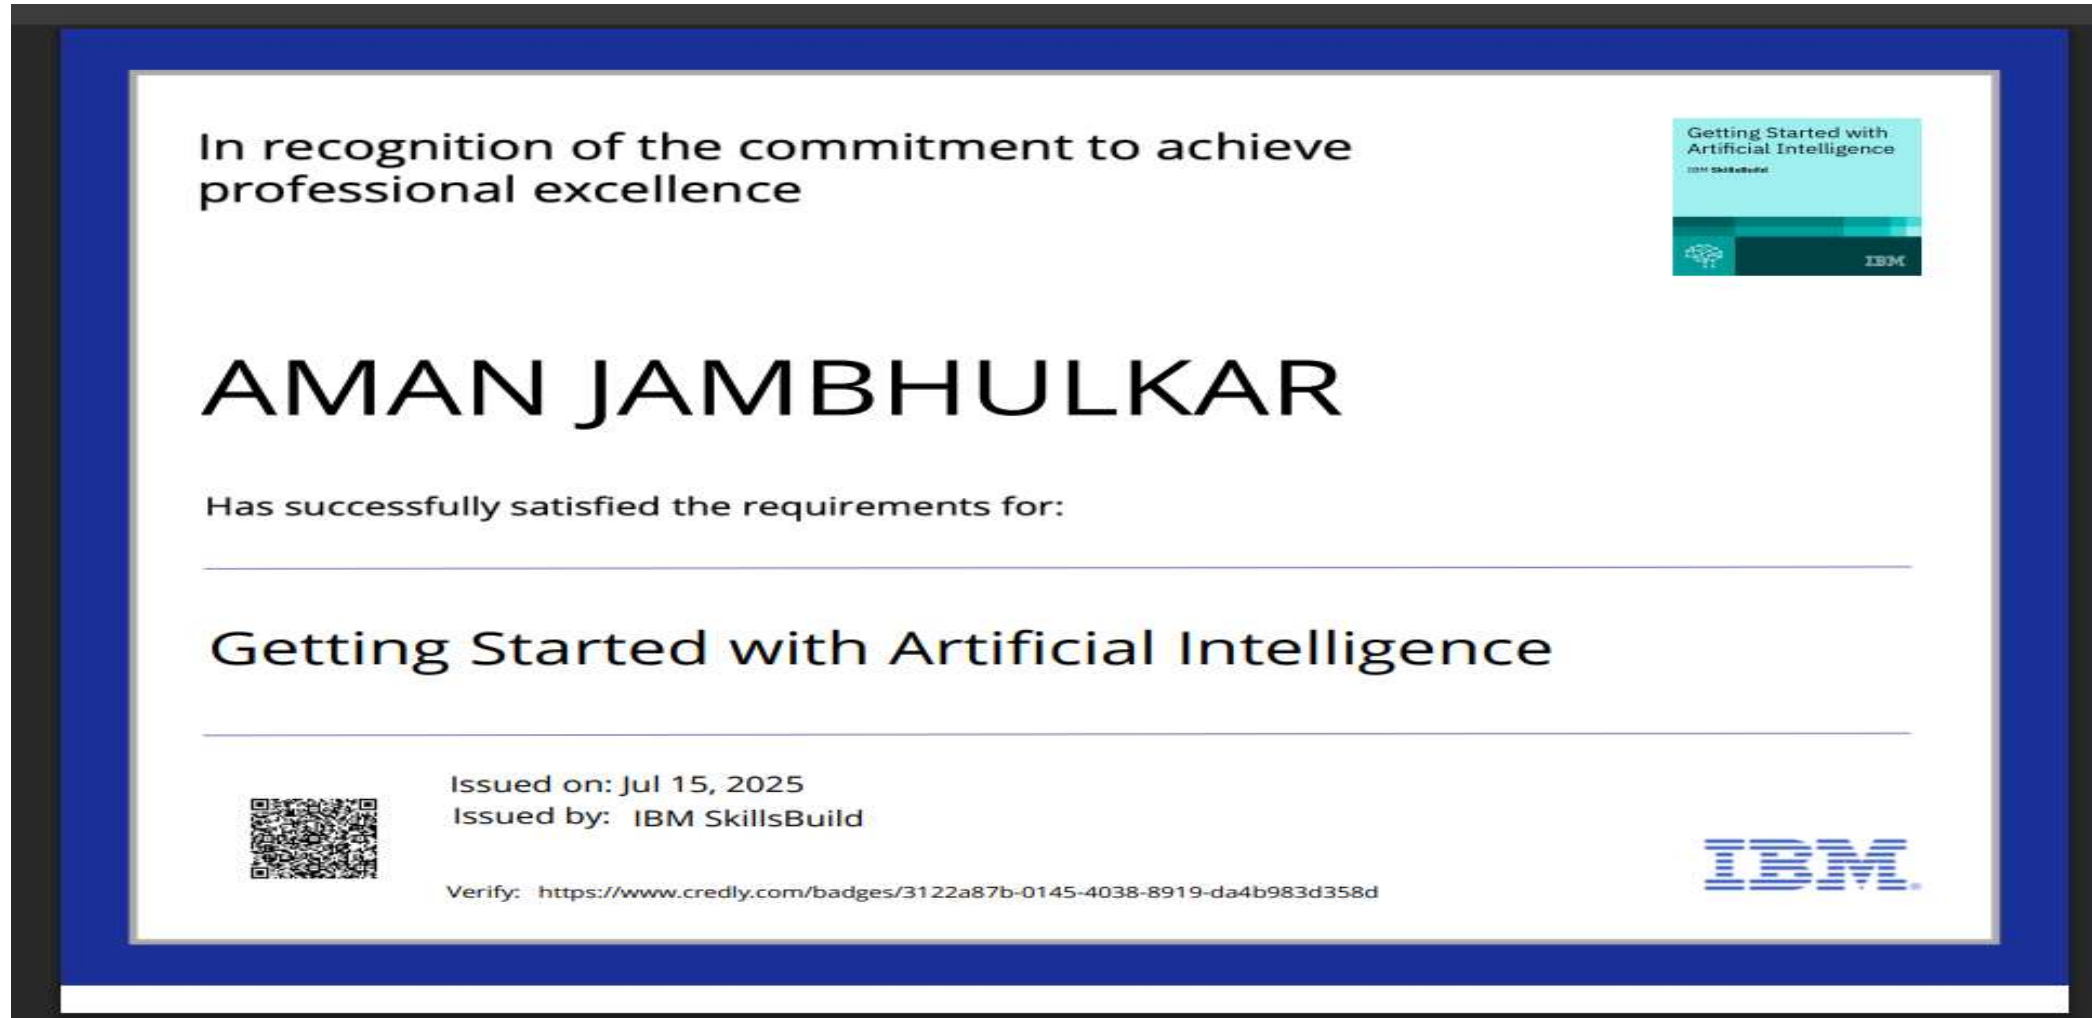 In recognition of the commitment to achieve
professional excellence
Getting Started with
Artificial Intelligence
IBM SkillsBuild
IBM
AMAN JAMBHULKAR
Has successfully satisfied the requirements for:
Getting Started with Artificial Intelligence
Issued on: Jul 15, 2025
Issued by: IBM SkillsBuild
Verify: https://www.credly.com/badges/3122a87b-0145-4038-8919-da4b983d358d
IBM.